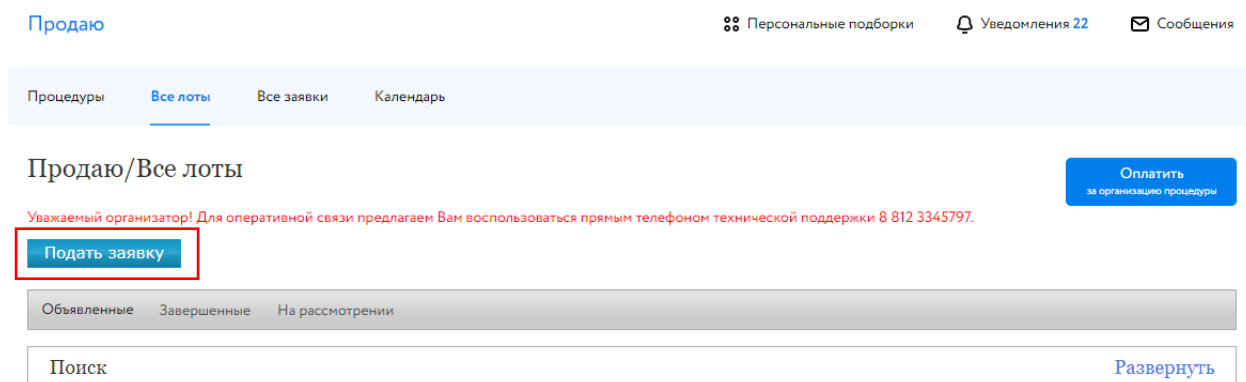 Продаю
Персональные подборки
Уведомления 22
Сообщения
Процедуры Все лоты Все заявки Календарь
Продаю/Все лоты
Оплатить
за организацию процедуры
Уважаемый организатор! Для оперативной связи предлагаем Вам воспользоваться прямым телефоном технической поддержки 8 812 3345797.
Подать заявку
Объявленные Завершенные На рассмотрении
Поиск
Развернуть